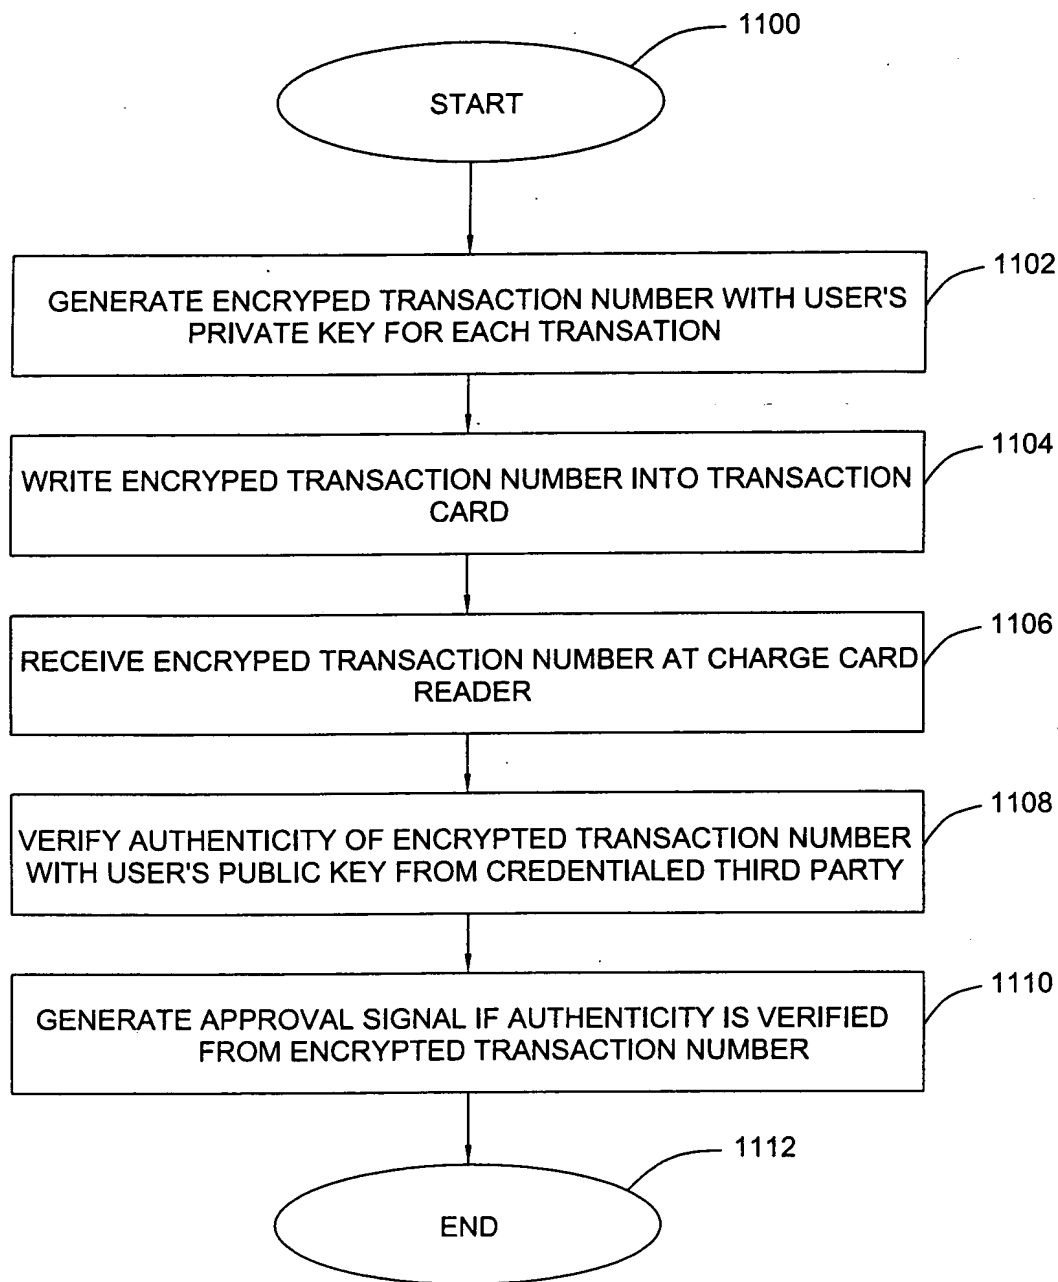 1100
START
1102
GENERATE ENCRYPED TRANSACTION NUMBER WITH USER'S
PRIVATE KEY FOR EACH TRANSATION
1104
WRITE ENCRYPED TRANSACTION NUMBER INTO TRANSACTION
CARD
1106
RECEIVE ENCRYPED TRANSACTION NUMBER AT CHARGE CARD
READER
1108
VERIFY AUTHENTICITY OF ENCRYPTED TRANSACTION NUMBER
WITH USER'S PUBLIC KEY FROM CREDENTIALED THIRD PARTY
1110
GENERATE APPROVAL SIGNAL IF AUTHENTICITY IS VERIFIED
FROM ENCRYPTED TRANSACTION NUMBER
1112
END